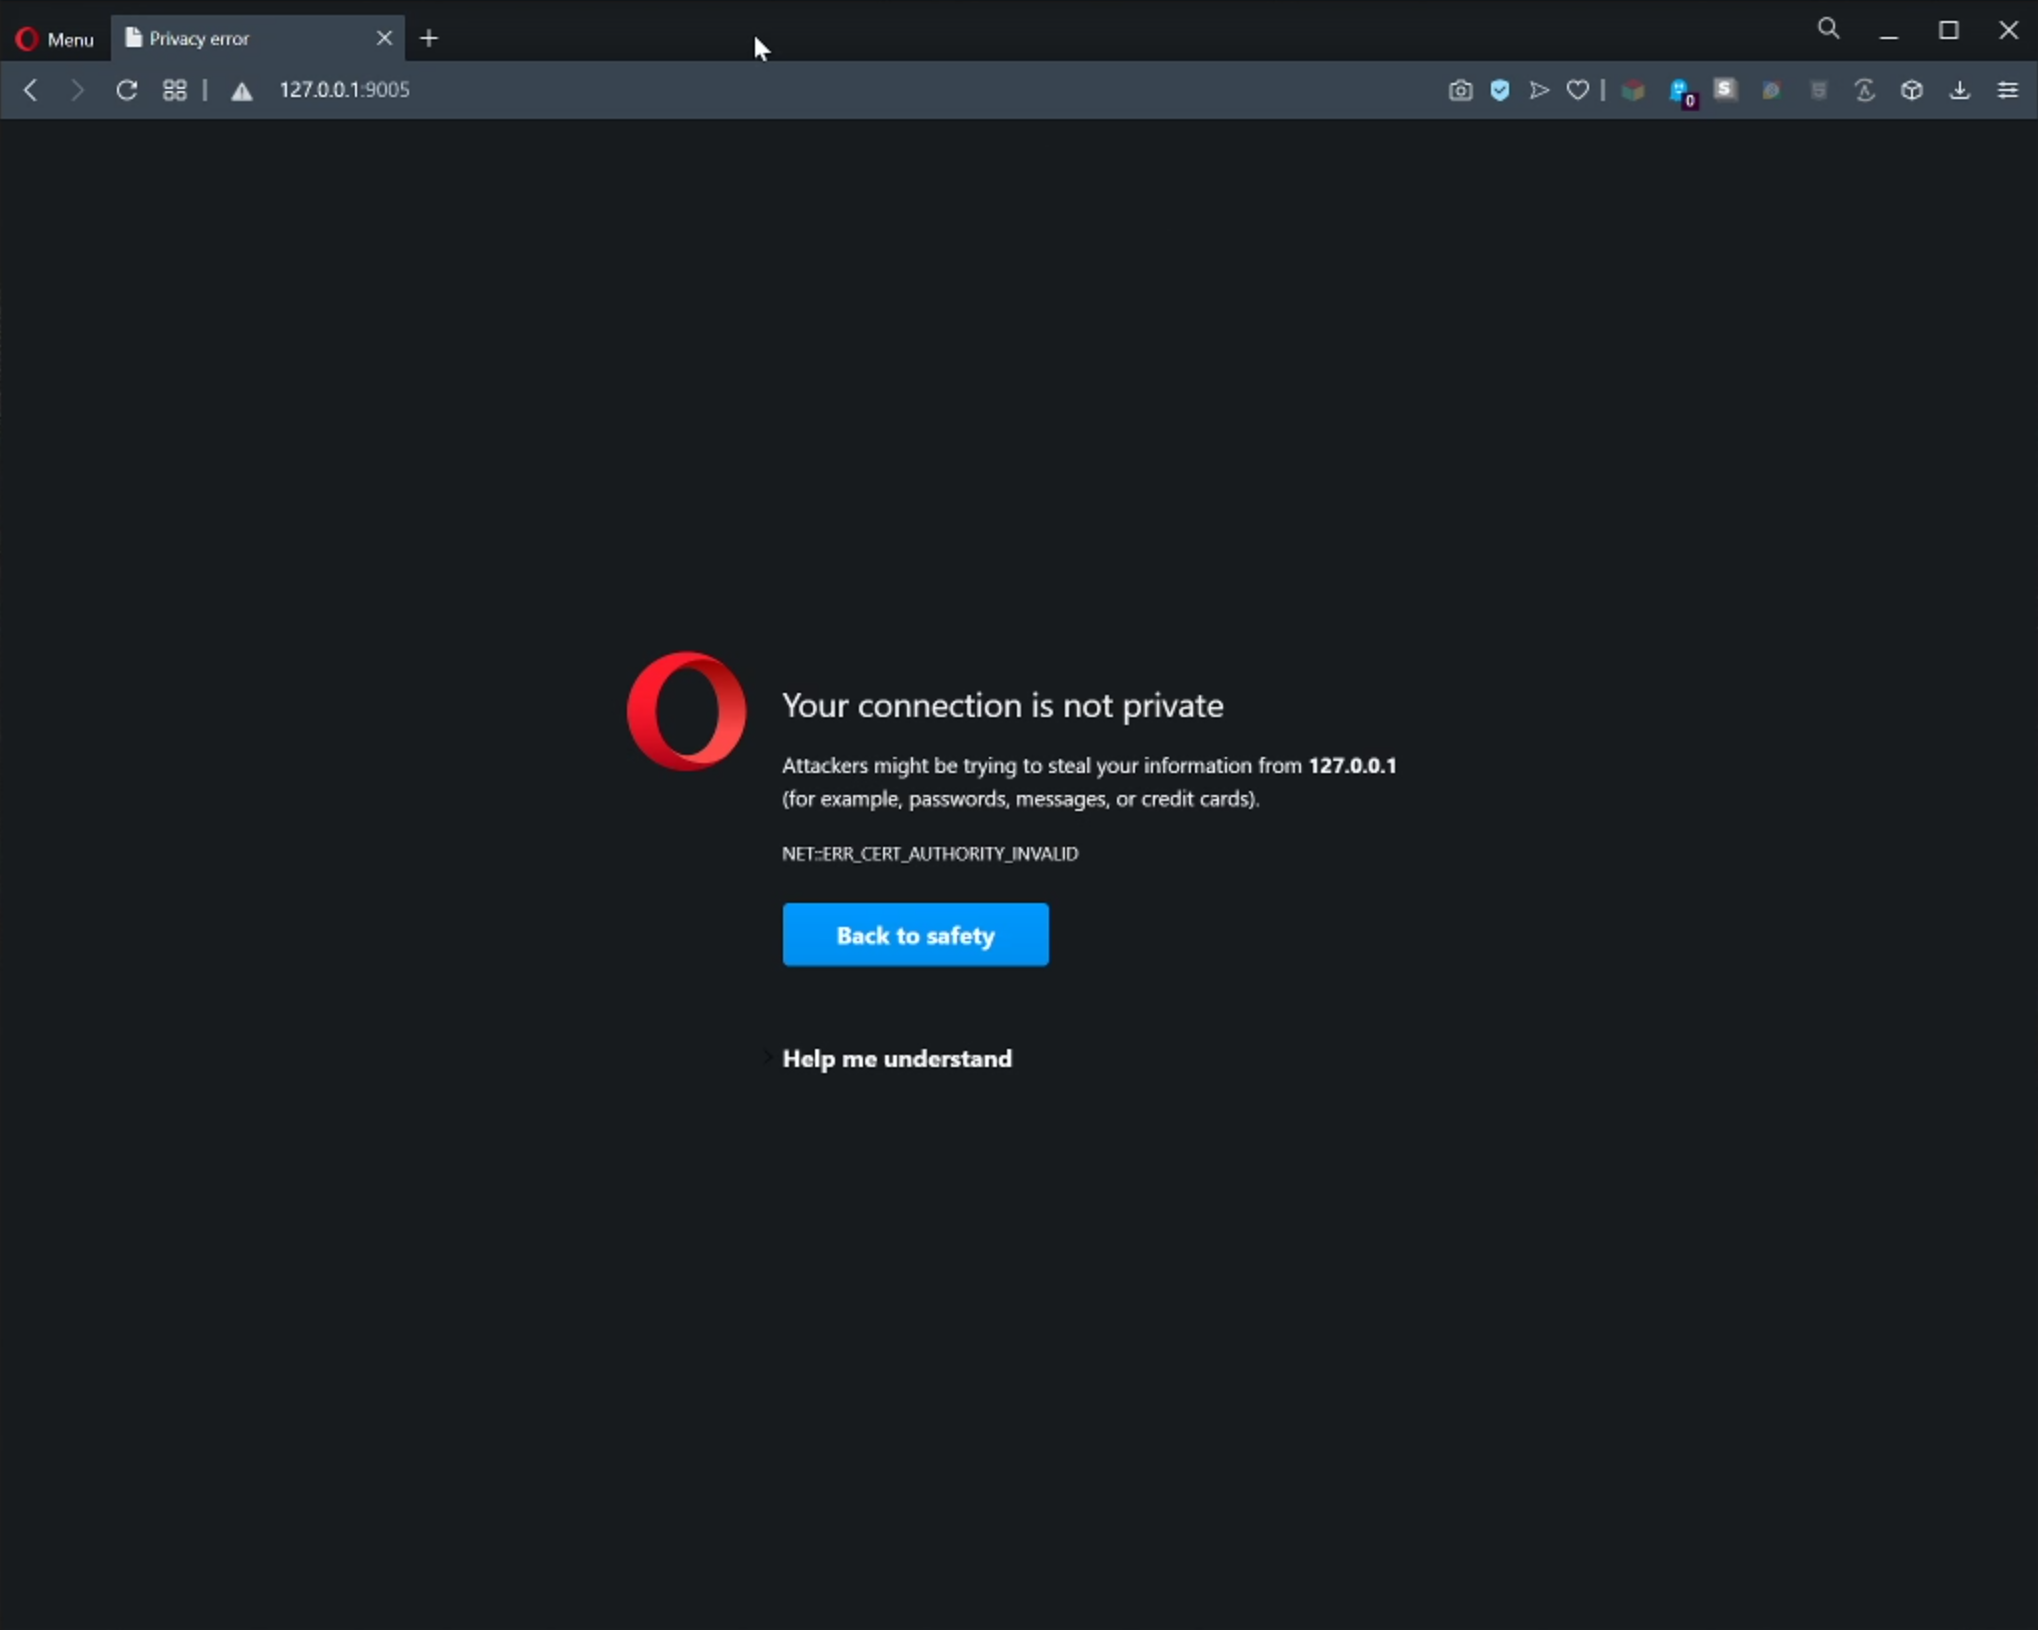 Menu
Privacy error
127.0.0.1:9005
0
S
Your connection is not private
Attackers might be trying to steal your information from 127.0.0.1
(for example, passwords, messages, or credit cards).
NET::ERR_CERT_AUTHORITY_INVALID
Back to safety
Help me understand